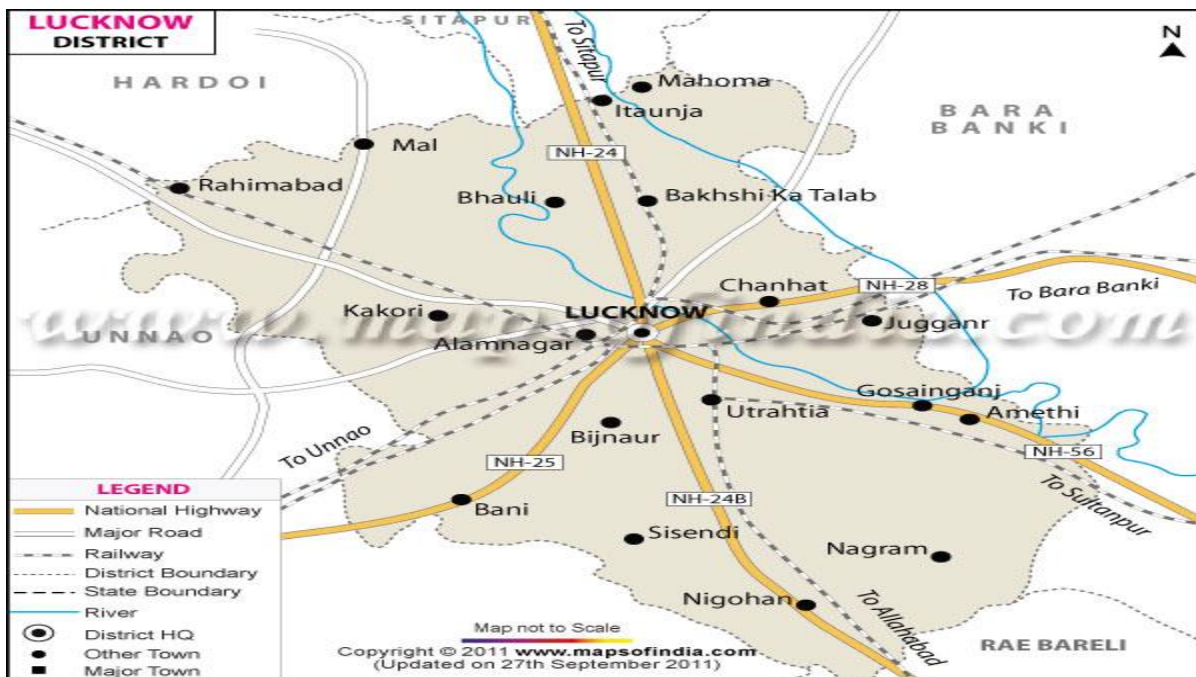 LUCKNOW
DISTRICT
SITAPUR
To Sitapur
N
HARDOI
Mahoma
Itaunja
BARA
BANKI
Mal
NH-24
Rahimabad
Bhauli
Bakhshi Ka Talab
Chanhat
NH-28
To Bara Banki
Kakori
LUCKNOW
Jugganr
www.mapsofindia.com
UNNAO
Alamnagar
Gosainganj
Utrahtia
Amethi
Bijnaur
To Unnao
NH-25
NH-56
NH-24B
To Sultanpur
Bani
Sisendi
Nagram
Nigohan
To Allahabad
RAE BARELI
LEGEND
National Highway
Major Road
Railway
District Boundary
State Boundary
River
District HQ
Other Town
Major Town
Map not to Scale
Copyright © 2011 www.mapsofindia.com
(Updated on 27th September 2011)